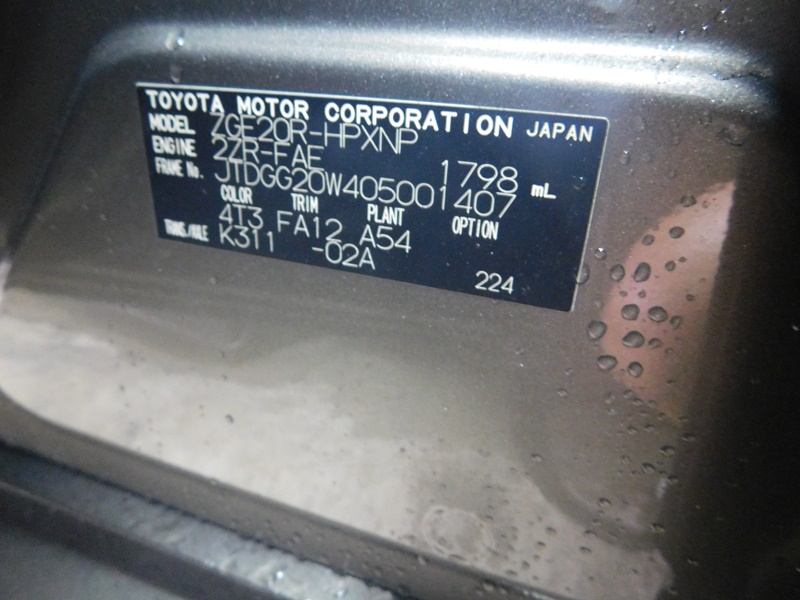 TOYOTA MOTOR CORPORATION JAPAN
MODEL ZGE20R-HPXNP
ENGINE 2ZR-FAE 1798 mL
FRAME No. JTDGG20W405001407
COLOR TRIM PLANT OPTION
4T3 FA12 A54
TRANS/AXLE K311 -02A
224